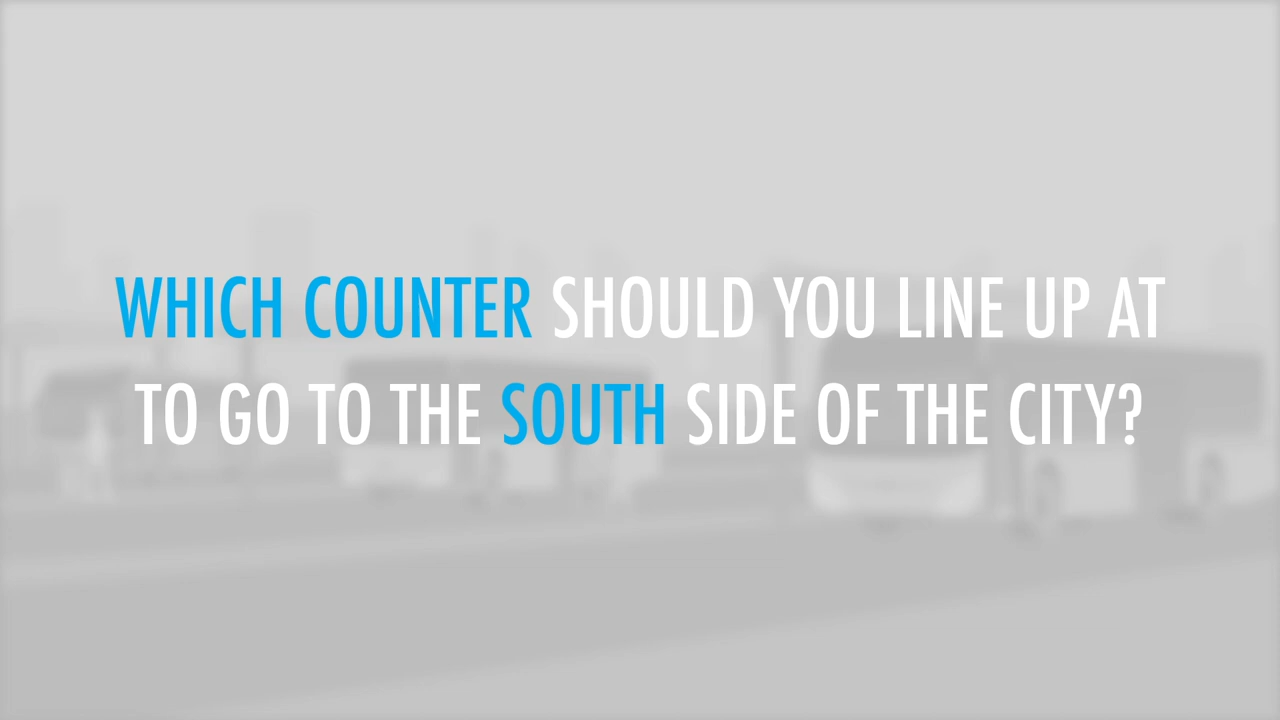 WHICH COUNTER SHOULD YOU LINE UP AT
TO GO TO THE SOUTH SIDE OF THE CITY?